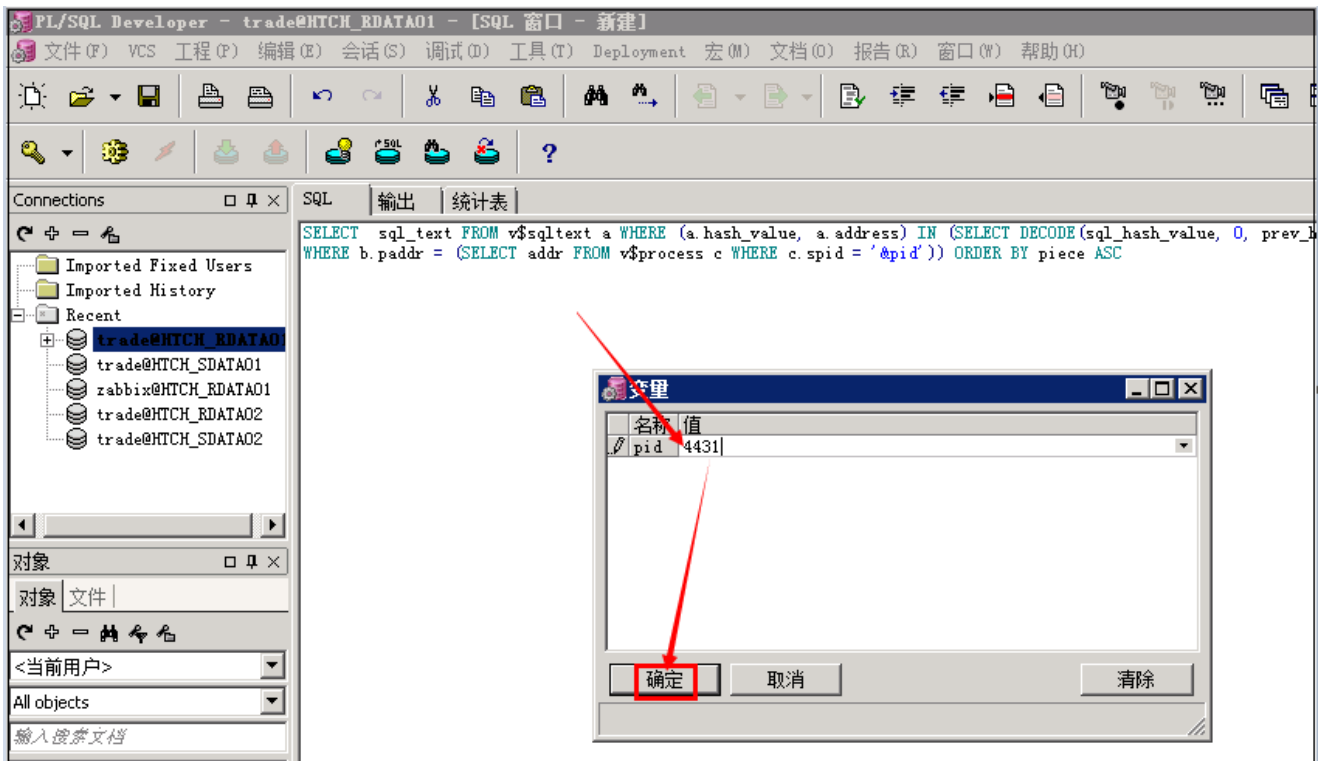 PL/SQL Developer - trade@HTCH_RDATA01 - [SQL 窗口 - 新建]
文件(F) VCS 工程(P) 编辑(E) 会话(S) 调试(D) 工具(T) Deployment 宏(M) 文档(O) 报告(R) 窗口(W) 帮助(H)
Connections
Imported Fixed Users
Imported History
Recent
trade@HTCH_RDATA01
trade@HTCH_SDATA01
zabbix@HTCH_RDATA01
trade@HTCH_RDATA02
trade@HTCH_SDATA02
对象
对象 文件
<当前用户>
All objects
输入搜索文档
SQL 输出 统计表
SELECT sql_text FROM v$sqltext a WHERE (a.hash_value, a.address) IN (SELECT DECODE(sql_hash_value, 0, prev_h
WHERE b.paddr = (SELECT addr FROM v$process c WHERE c.spid = '&pid')) ORDER BY piece ASC
变量
名称 值
pid 4431
确定 取消 清除